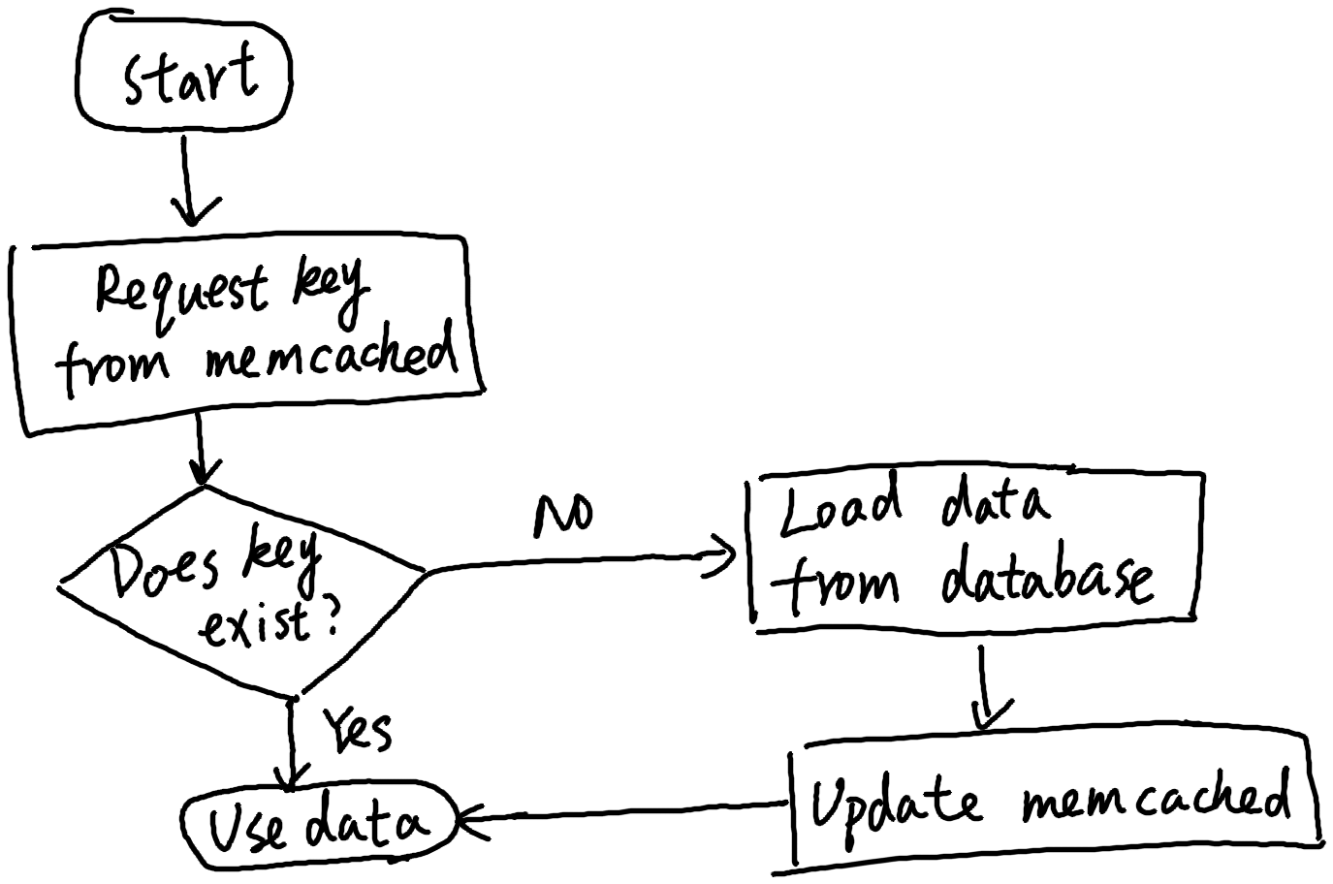 start
Request key
from memcached
Does key
exist?
NO
Load data
from database
Yes
Use data
Update memcached